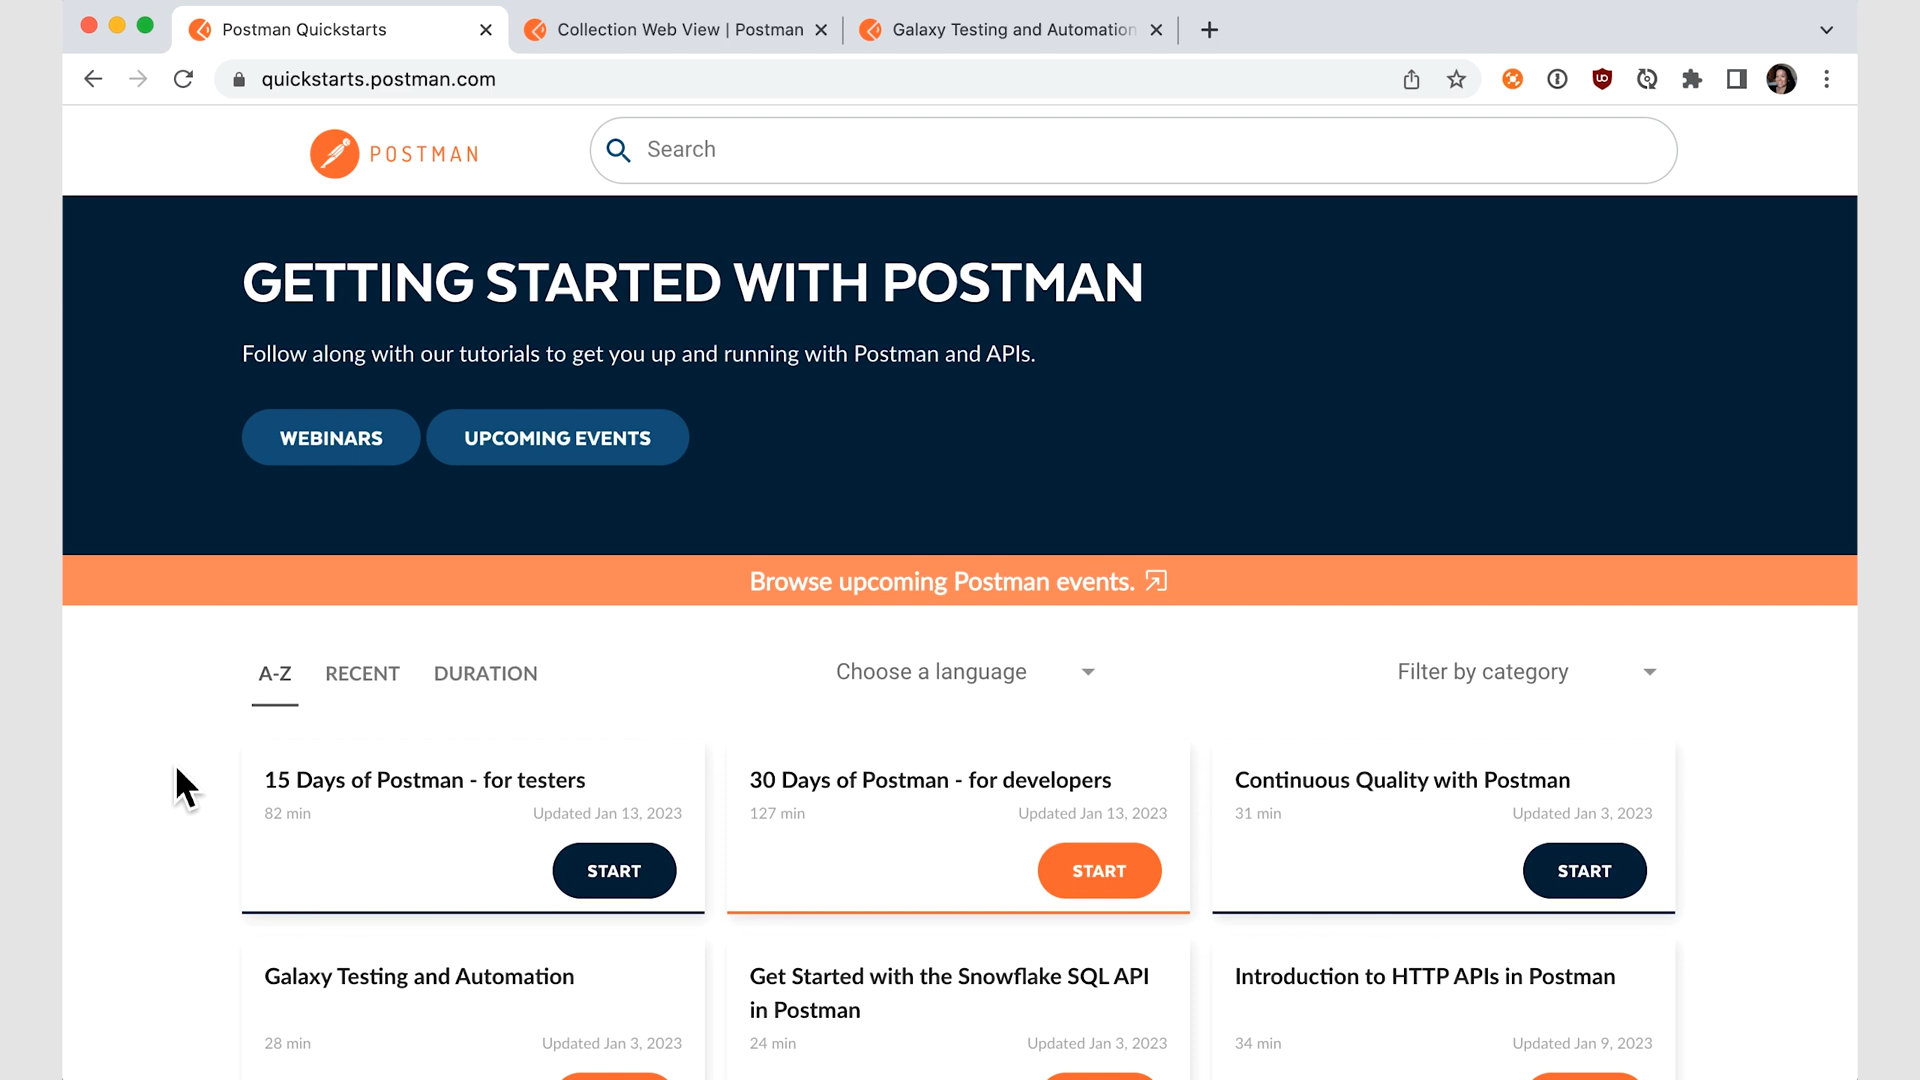 Postman Quickstarts
Collection Web View | Postman
Galaxy Testing and Automation
quickstarts.postman.com
POSTMAN
Search
GETTING STARTED WITH POSTMAN
Follow along with our tutorials to get you up and running with Postman and APIs.
WEBINARS
UPCOMING EVENTS
Browse upcoming Postman events.
A-Z
RECENT
DURATION
Choose a language
Filter by category
15 Days of Postman - for testers
82 min
Updated Jan 13, 2023
START
30 Days of Postman - for developers
127 min
Updated Jan 13, 2023
START
Continuous Quality with Postman
31 min
Updated Jan 3, 2023
START
Galaxy Testing and Automation
28 min
Updated Jan 3, 2023
Get Started with the Snowflake SQL API
in Postman
24 min
Updated Jan 3, 2023
Introduction to HTTP APIs in Postman
34 min
Updated Jan 9, 2023